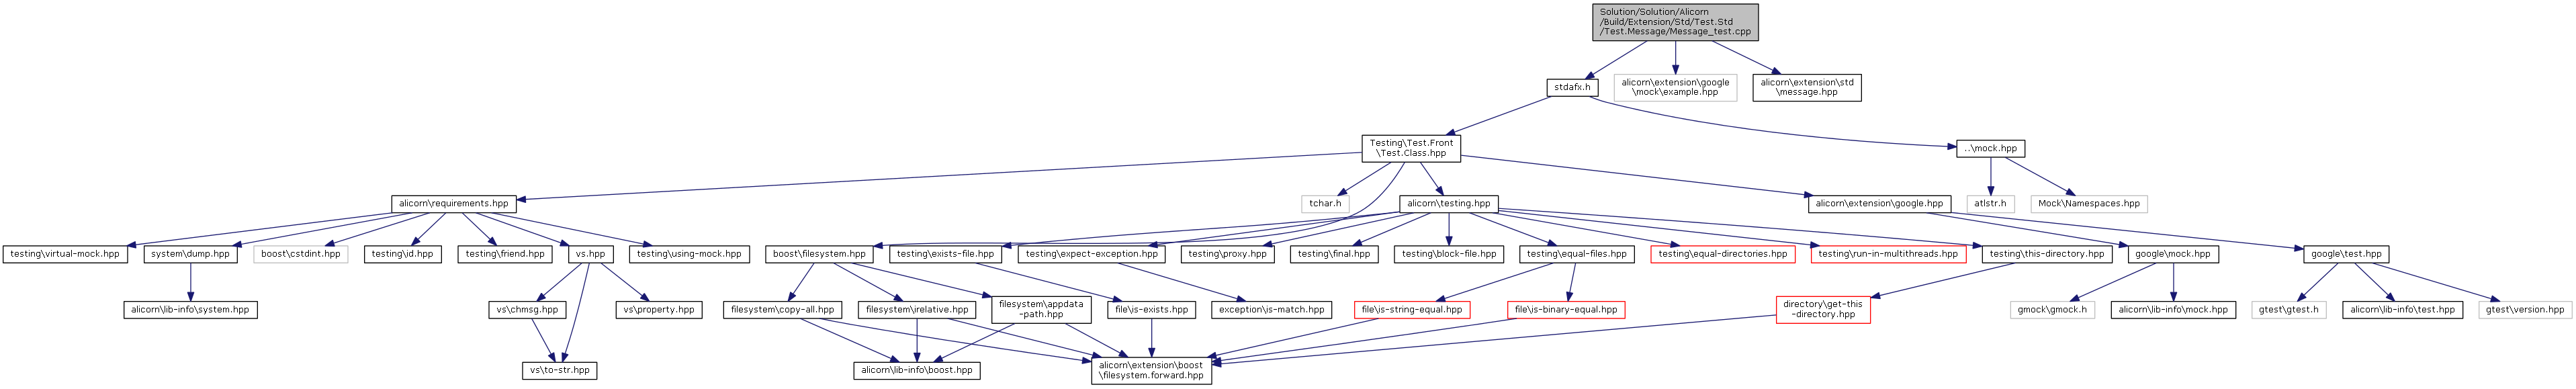 Solution/Solution/Alicorn
/Build/Extension/Std/Test.Std
/Test.Message/Message_test.cpp
stdafx.h
alicorn\extension\google
\mock\example.hpp
alicorn\extension\std
\message.hpp
Testing\Test.Front
\Test.Class.hpp
..\mock.hpp
alicorn\requirements.hpp
tchar.h
alicorn\testing.hpp
alicorn\extension\google.hpp
atlstr.h
Mock\Namespaces.hpp
testing\virtual-mock.hpp
system\dump.hpp
boost\cstdint.hpp
testing\id.hpp
testing\friend.hpp
vs.hpp
testing\using-mock.hpp
boost\filesystem.hpp
testing\exists-file.hpp
testing\expect-exception.hpp
testing\proxy.hpp
testing\final.hpp
testing\block-file.hpp
testing\equal-files.hpp
testing\equal-directories.hpp
testing\run-in-multithreads.hpp
testing\this-directory.hpp
google\mock.hpp
google\test.hpp
alicorn\lib-info\system.hpp
vs\chmsg.hpp
vs\property.hpp
filesystem\copy-all.hpp
filesystem\relative.hpp
filesystem\appdata
-path.hpp
file\is-exists.hpp
exception\is-match.hpp
file\is-string-equal.hpp
file\is-binary-equal.hpp
directory\get-this
-directory.hpp
gmock\gmock.h
alicorn\lib-info\mock.hpp
gtest\gtest.h
alicorn\lib-info\test.hpp
gtest\version.hpp
vs\to-str.hpp
alicorn\lib-info\boost.hpp
alicorn\extension\boost
\filesystem.forward.hpp